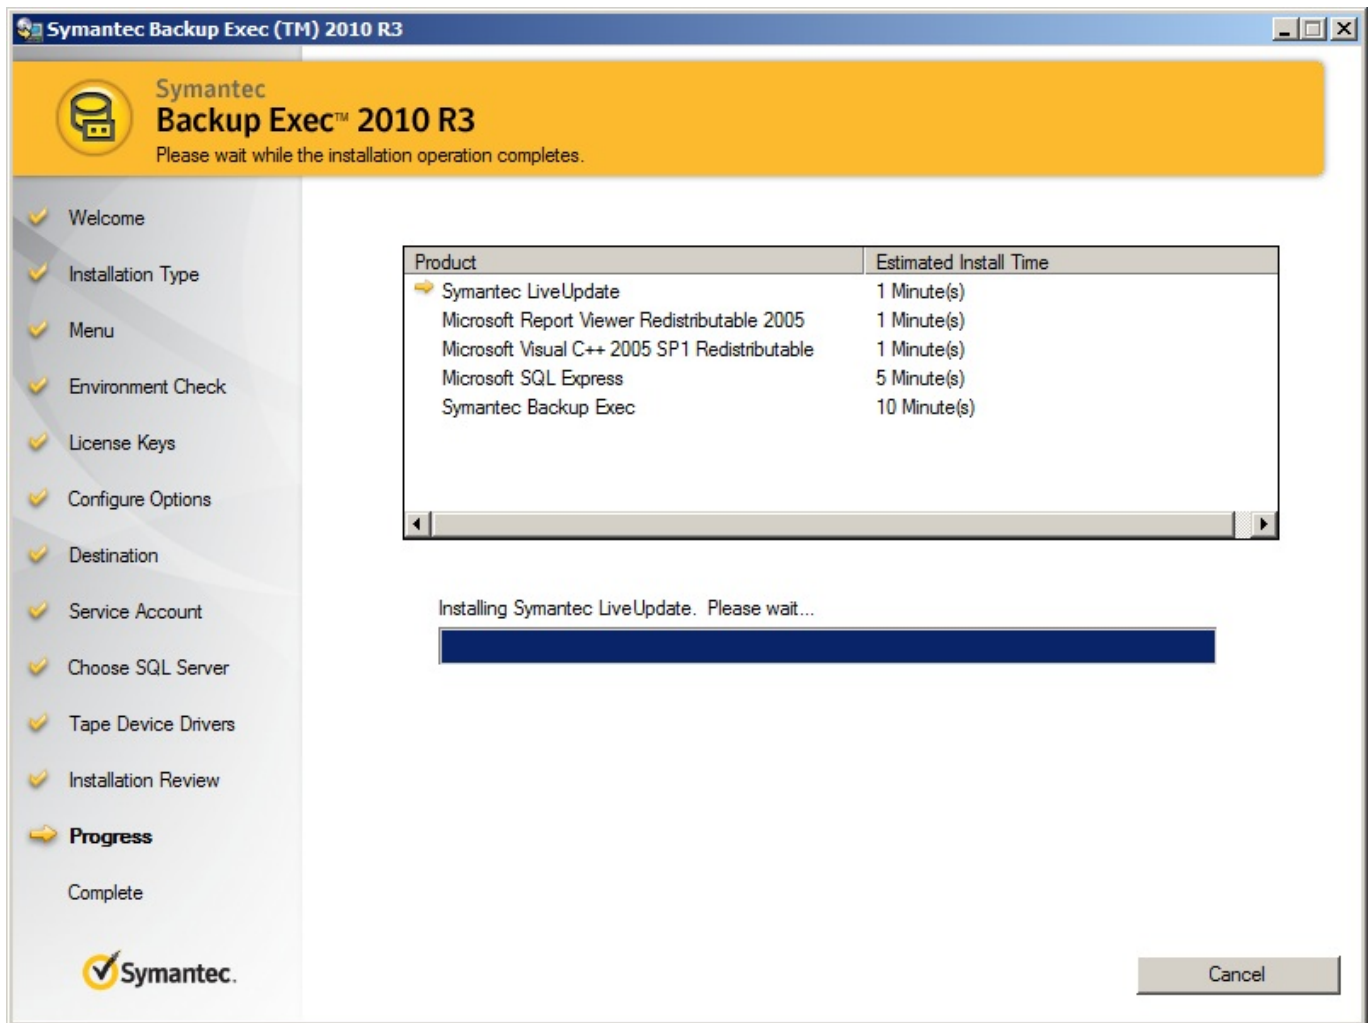 Symantec Backup Exec (TM) 2010 R3
Symantec
Backup Exec™ 2010 R3
Please wait while the installation operation completes.
Welcome
Installation Type
Menu
Environment Check
License Keys
Configure Options
Destination
Service Account
Choose SQL Server
Tape Device Drivers
Installation Review
Progress
Complete
Symantec.
Product Estimated Install Time
Symantec LiveUpdate 1 Minute(s)
Microsoft Report Viewer Redistributable 2005 1 Minute(s)
Microsoft Visual C++ 2005 SP1 Redistributable 1 Minute(s)
Microsoft SQL Express 5 Minute(s)
Symantec Backup Exec 10 Minute(s)
Installing Symantec LiveUpdate. Please wait...
Cancel